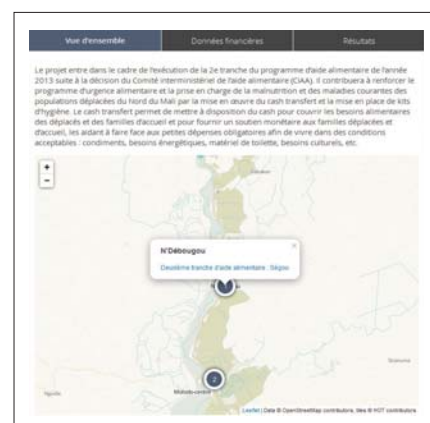 Vue d'ensemble
Données financières
Résultats
Le projet entre dans le cadre de l'exécution de la 2e tranche du programme d'aide alimentaire de l'année
2013 suite à la décision du Comité interministériel de l'aide alimentaire (CIAA). Il contribuera à renforcer le
programme d'urgence alimentaire et la prise en charge de la malnutrition et des maladies courantes des
populations déplacées du Nord du Mali par la mise en œuvre du cash transfert et la mise en place de kits
d'hygiène. Le cash transfert permet de mettre à disposition du cash pour couvrir les besoins alimentaires
des déplacés et des familles d'accueil et pour fournir un soutien monétaire aux familles déplacées et
d'accueil, les aidant à faire face aux petites dépenses obligatoires afin de vivre dans des conditions
acceptables : condiments, besoins énergétiques, matériel de toilette, besoins culturels, etc.
+
−
N'Débougou
×
Deuxième tranche d'aide alimentaire : Ségou
2
Niono
Leaflet | Data © OpenStreetMap contributors, tiles © HOT contributors